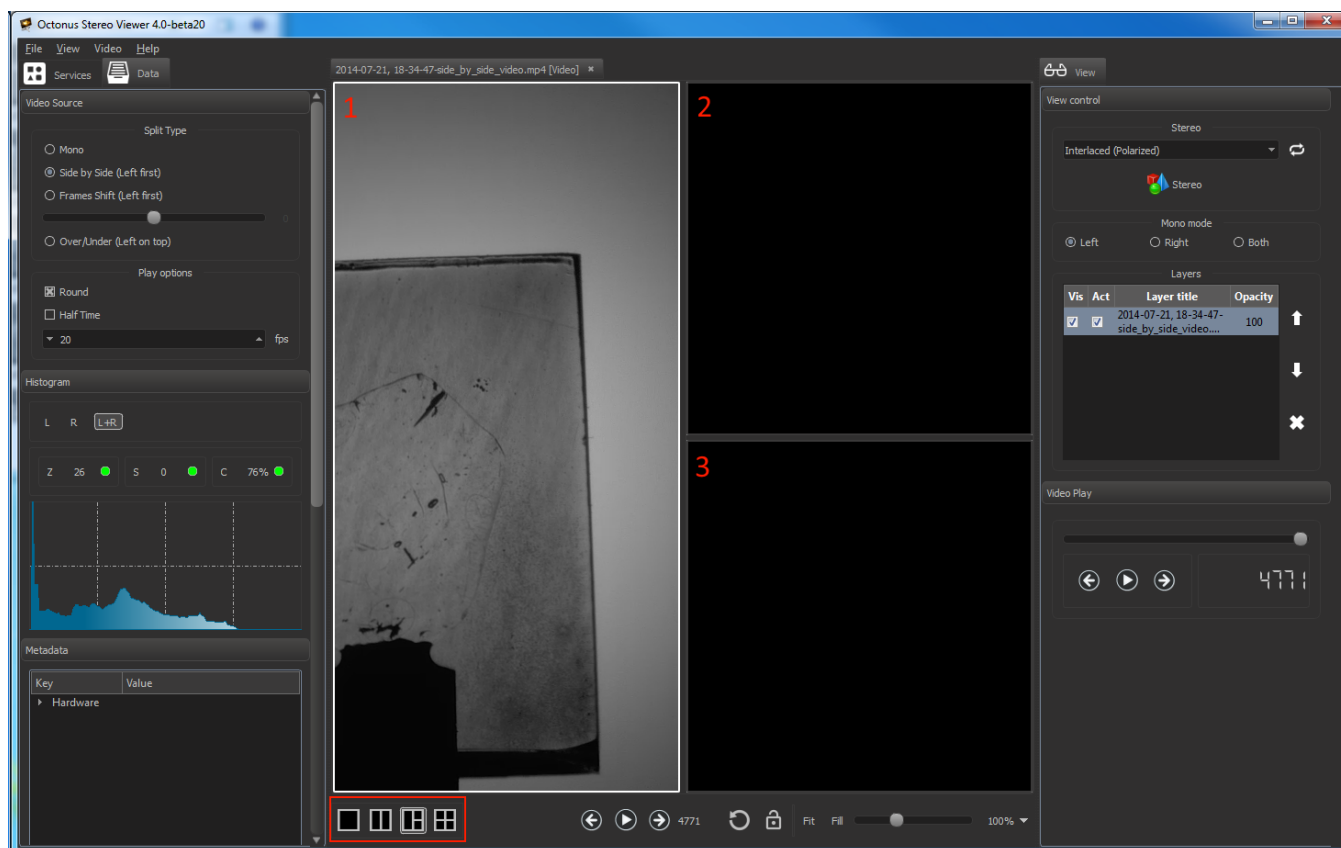 Octonus Stereo Viewer 4.0-beta20
File View Video Help
Services Data
Video Source
Split Type
Mono
Side by Side (Left first)
Frames Shift (Left first)
0
Over/Under (Left on top)
Play options
Round
Half Time
20 fps
Histogram
L R L+R
Z 26 S 0 C 76%
Metadata
Key Value
Hardware
2014-07-21, 18-34-47-side_by_side_video.mp4 [Video]
1
2
3
4771 Fit Fill 100%
View
View control
Stereo
Interlaced (Polarized)
Stereo
Mono mode
Left Right Both
Layers
Vis Act Layer title Opacity
2014-07-21, 18-34-47-
side_by_side_video.... 100
Video Play
4771